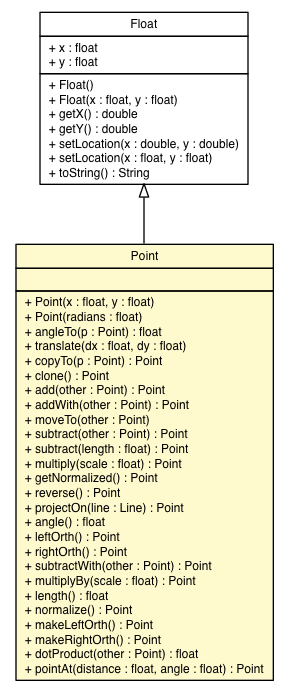 Float
+ x : float
+ y : float
+ Float()
+ Float(x : float, y : float)
+ getX() : double
+ getY() : double
+ setLocation(x : double, y : double)
+ setLocation(x : float, y : float)
+ toString() : String
Point
+ Point(x : float, y : float)
+ Point(radians : float)
+ angleTo(p : Point) : float
+ translate(dx : float, dy : float)
+ copyTo(p : Point) : Point
+ clone() : Point
+ add(other : Point) : Point
+ addWith(other : Point) : Point
+ moveTo(other : Point)
+ subtract(other : Point) : Point
+ subtract(length : float) : Point
+ multiply(scale : float) : Point
+ getNormalized() : Point
+ reverse() : Point
+ projectOn(line : Line) : Point
+ angle() : float
+ leftOrth() : Point
+ rightOrth() : Point
+ subtractWith(other : Point) : Point
+ multiplyBy(scale : float) : Point
+ length() : float
+ normalize() : Point
+ makeLeftOrth() : Point
+ makeRightOrth() : Point
+ dotProduct(other : Point) : float
+ pointAt(distance : float, angle : float) : Point